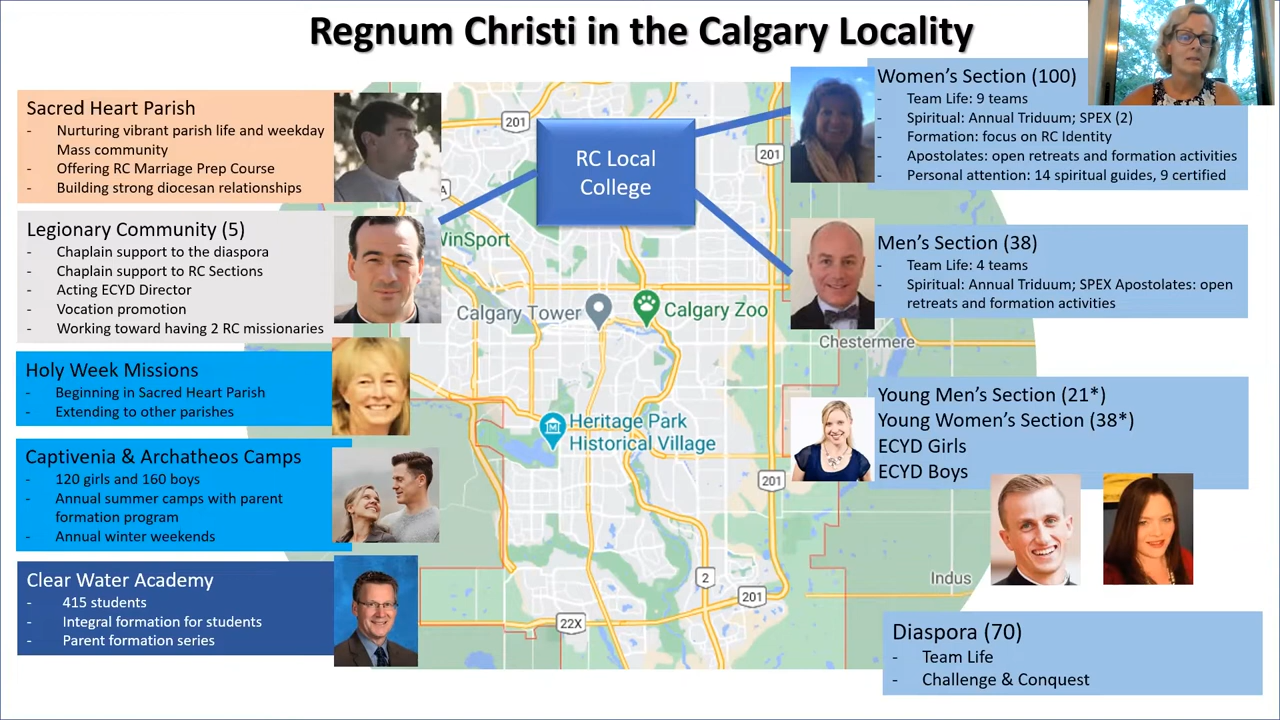 Regnum Christi in the Calgary Locality
Sacred Heart Parish
- Nurturing vibrant parish life and weekday
Mass community
- Offering RC Marriage Prep Course
- Building strong diocesan relationships
Legionary Community (5)
- Chaplain support to the diaspora
- Chaplain support to RC Sections
- Acting ECYD Director
- Vocation promotion
- Working toward having 2 RC missionaries
Holy Week Missions
- Beginning in Sacred Heart Parish
- Extending to other parishes
Captivenia & Archatheos Camps
- 120 girls and 160 boys
- Annual summer camps with parent
formation program
- Annual winter weekends
Clear Water Academy
- 415 students
- Integral formation for students
- Parent formation series
RC Local
College
201
201
A
WinSport
Calgary Tower
Calgary Zoo
Chestermere
Heritage Park
Historical Village
201
2
201
22X
Indus
Women's Section (100)
- Team Life: 9 teams
- Spiritual: Annual Triduum; SPEX (2)
- Formation: focus on RC Identity
- Apostolates: open retreats and formation activities
- Personal attention: 14 spiritual guides, 9 certified
Men's Section (38)
- Team Life: 4 teams
- Spiritual: Annual Triduum; SPEX Apostolates: open
retreats and formation activities
Young Men's Section (21*)
Young Women's Section (38*)
ECYD Girls
ECYD Boys
Diaspora (70)
- Team Life
- Challenge & Conquest